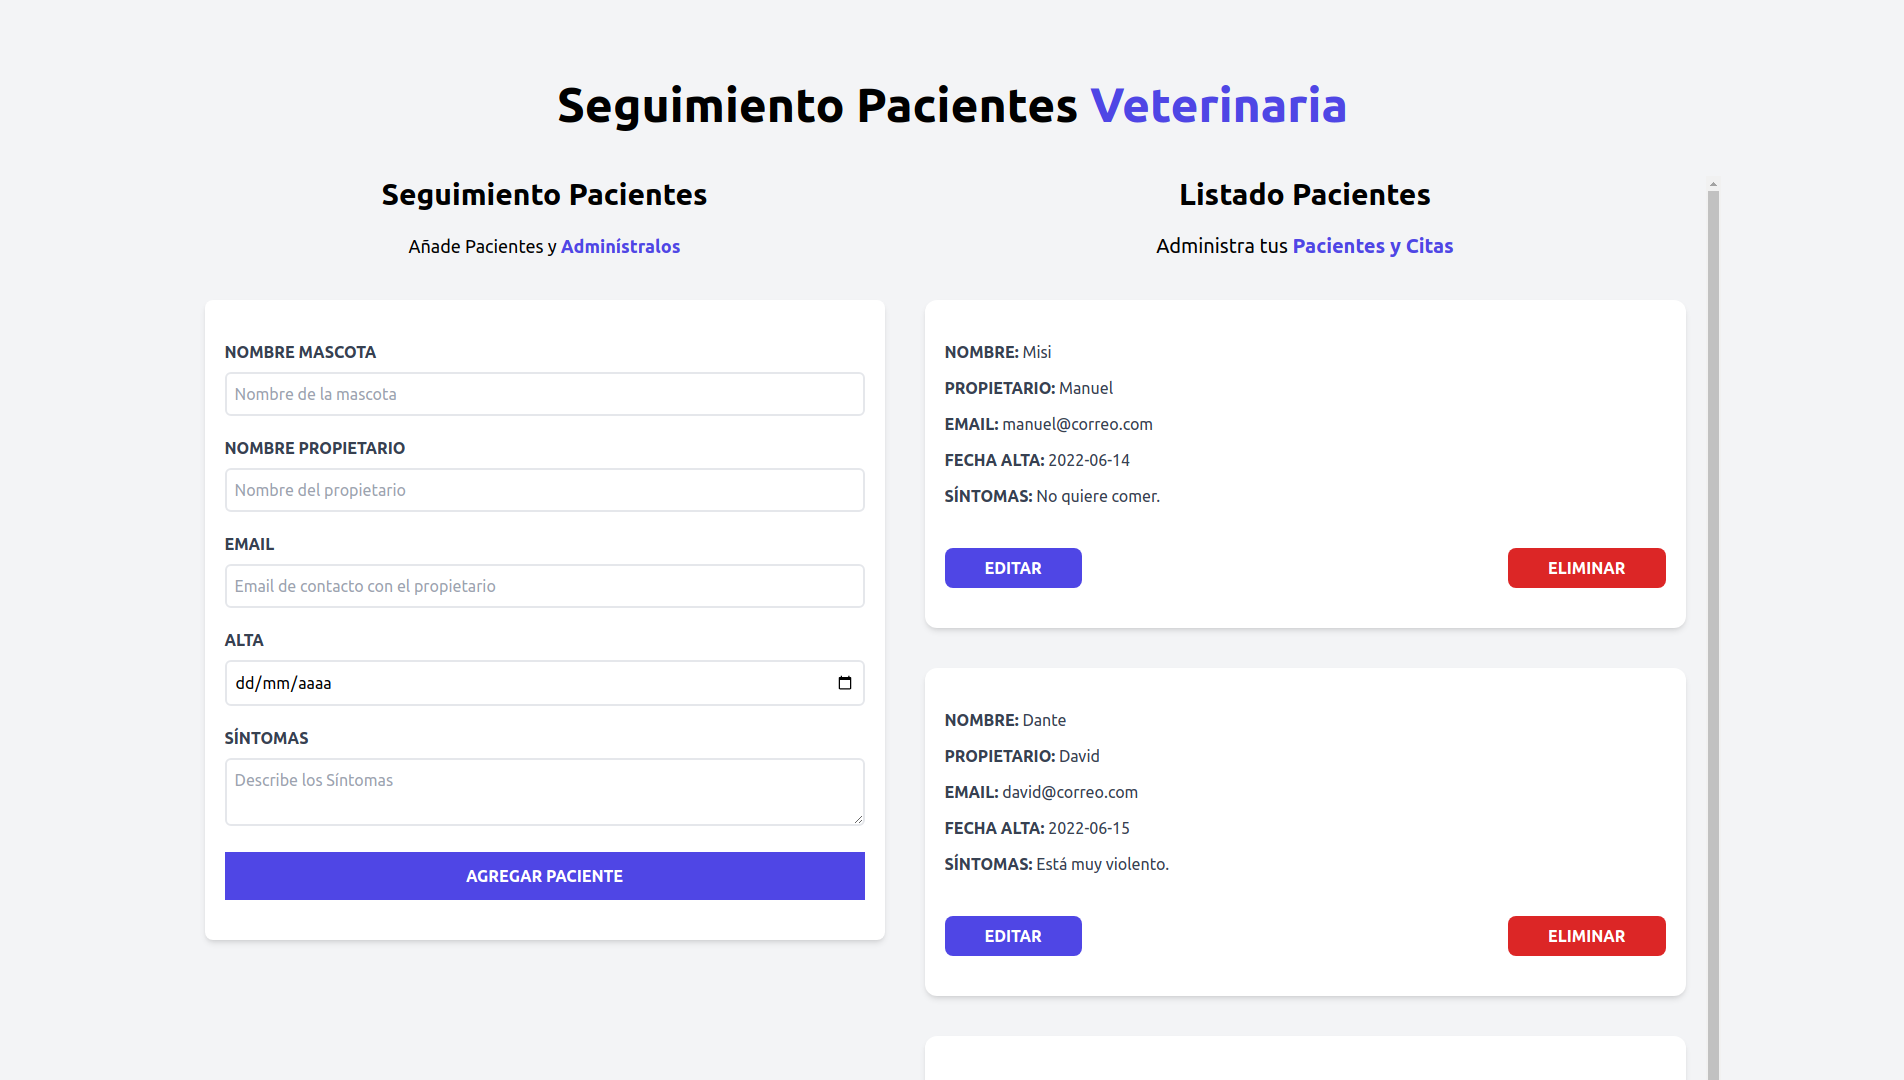 Seguimiento Pacientes Veterinaria
Seguimiento Pacientes
Añade Pacientes y Adminístralos
NOMBRE MASCOTA
Nombre de la mascota
NOMBRE PROPIETARIO
Nombre del propietario
EMAIL
Email de contacto con el propietario
ALTA
dd/mm/aaaa
SÍNTOMAS
Describe los Síntomas
AGREGAR PACIENTE
Listado Pacientes
Administra tus Pacientes y Citas
NOMBRE: Misi
PROPIETARIO: Manuel
EMAIL: manuel@correo.com
FECHA ALTA: 2022-06-14
SÍNTOMAS: No quiere comer.
EDITAR
ELIMINAR
NOMBRE: Dante
PROPIETARIO: David
EMAIL: david@correo.com
FECHA ALTA: 2022-06-15
SÍNTOMAS: Está muy violento.
EDITAR
ELIMINAR